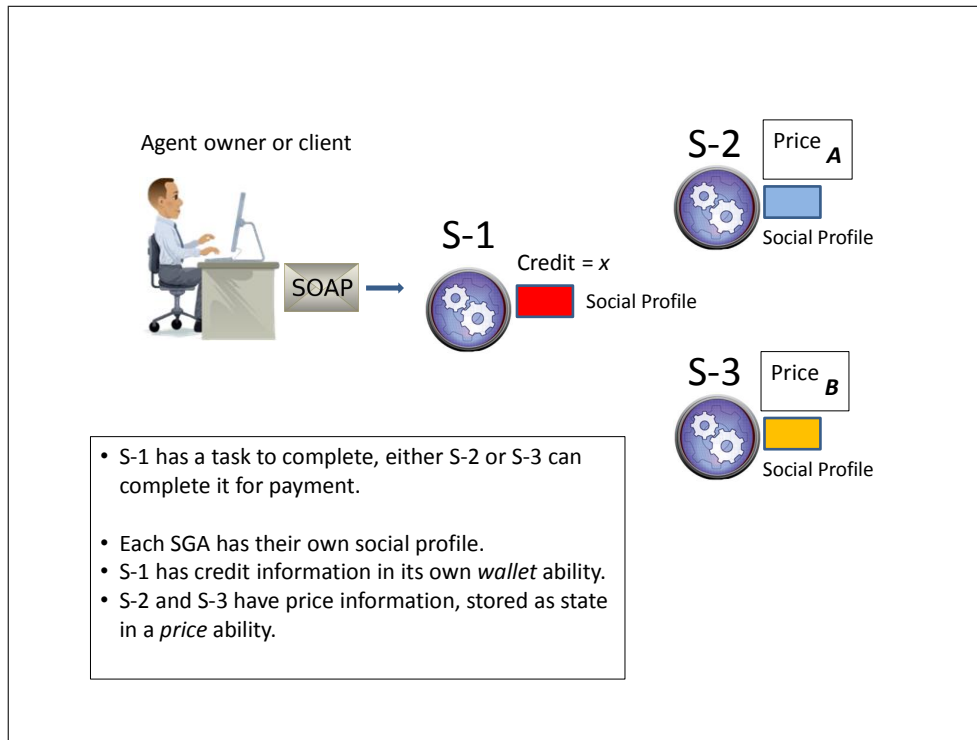 Agent owner or client
SOAP
S-1
Credit = x
Social Profile
S-2
Price A
Social Profile
S-3
Price B
Social Profile
• S-1 has a task to complete, either S-2 or S-3 can
complete it for payment.
• Each SGA has their own social profile.
• S-1 has credit information in its own wallet ability.
• S-2 and S-3 have price information, stored as state
in a price ability.